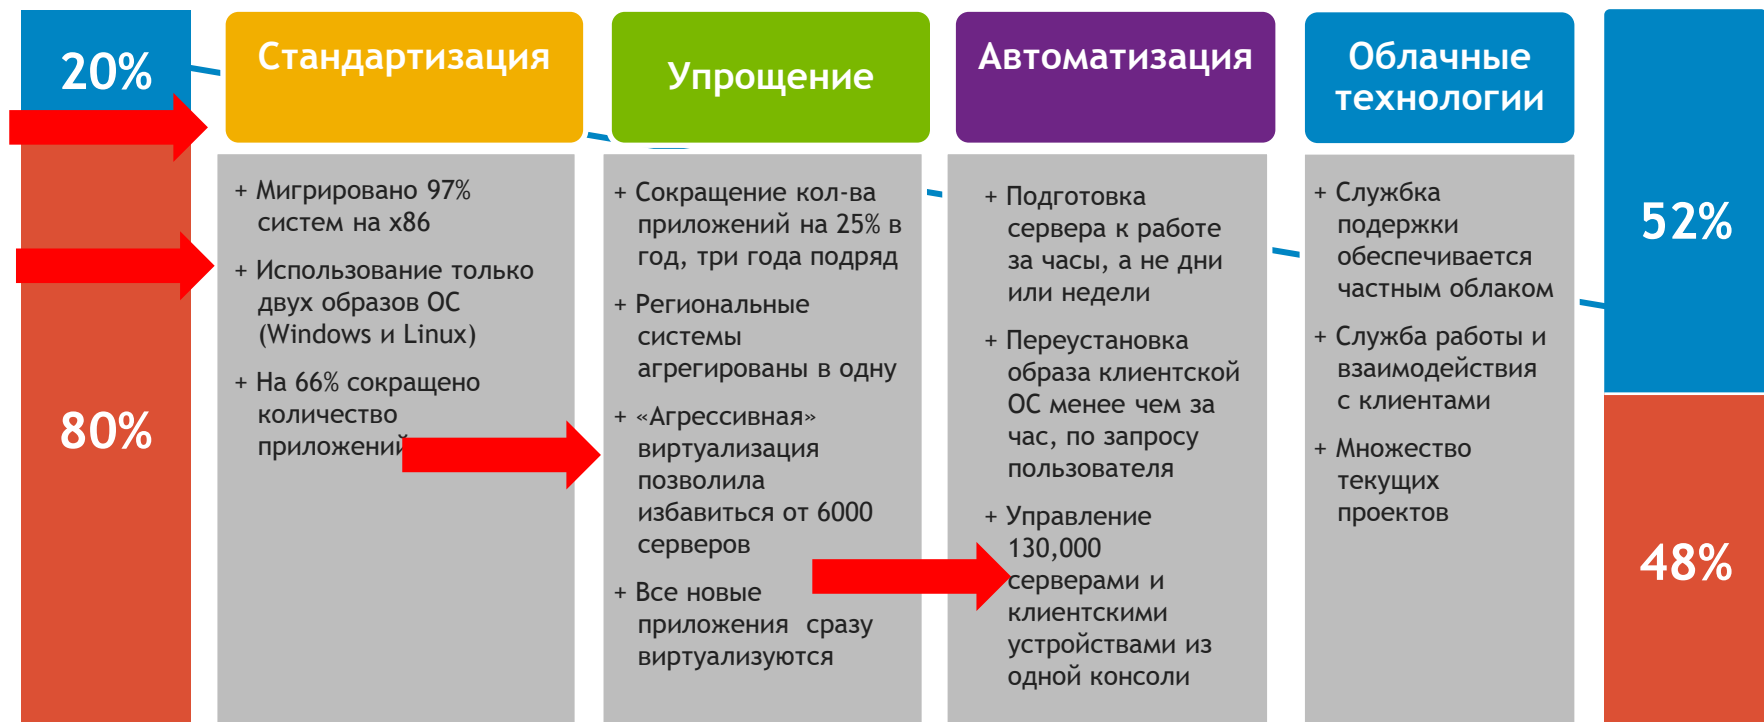 20%
80%
Стандартизация
+ Мигрировано 97%
систем на x86
+ Использование только
двух образов ОС
(Windows и Linux)
+ На 66% сокращено
количество
приложений
Упрощение
+ Сокращение кол-ва
приложений на 25% в
год, три года подряд
+ Региональные
системы
агрегированы в одну
+ «Агрессивная»
виртуализация
позволила
избавиться от 6000
серверов
+ Все новые
приложения сразу
виртуализуются
Автоматизация
+ Подготовка
сервера к работе
за часы, а не дни
или недели
+ Переустановка
образа клиентской
ОС менее чем за
час, по запросу
пользователя
+ Управление
130,000
серверами и
клиентскими
устройствами из
одной консоли
Облачные
технологии
+ Службка
подержки
обеспечивается
частным облаком
+ Служба работы и
взаимодействия
с клиентами
+ Множество
текущих
проектов
52%
48%